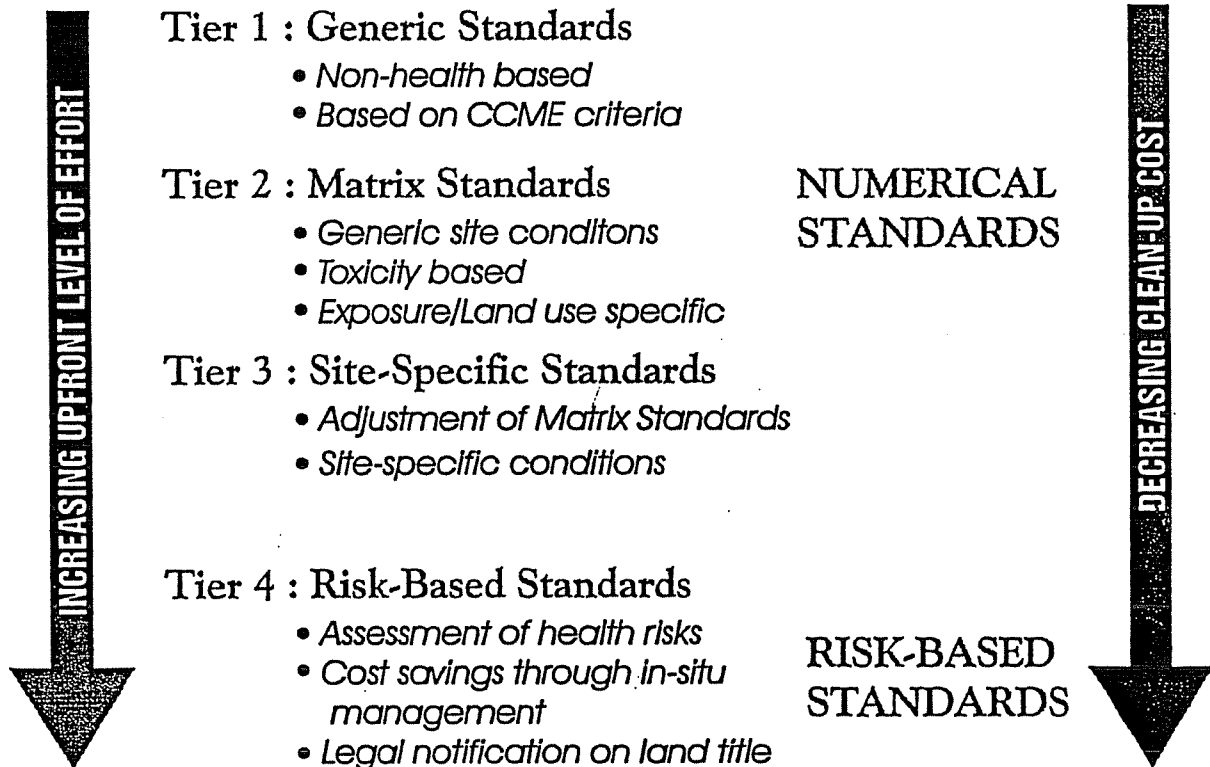 INCREASING UPFRONT LEVEL OF EFFORT
Tier 1 : Generic Standards
• Non-health based
• Based on CCME criteria
Tier 2 : Matrix Standards
• Generic site conditons
• Toxicity based
• Exposure/Land use specific
NUMERICAL
STANDARDS
Tier 3 : Site-Specific Standards
• Adjustment of Matrix Standards
• Site-specific conditions
Tier 4 : Risk-Based Standards
• Assessment of health risks
• Cost savings through in-situ
management
• Legal notification on land title
RISK-BASED
STANDARDS
DECREASING CLEAN-UP COST